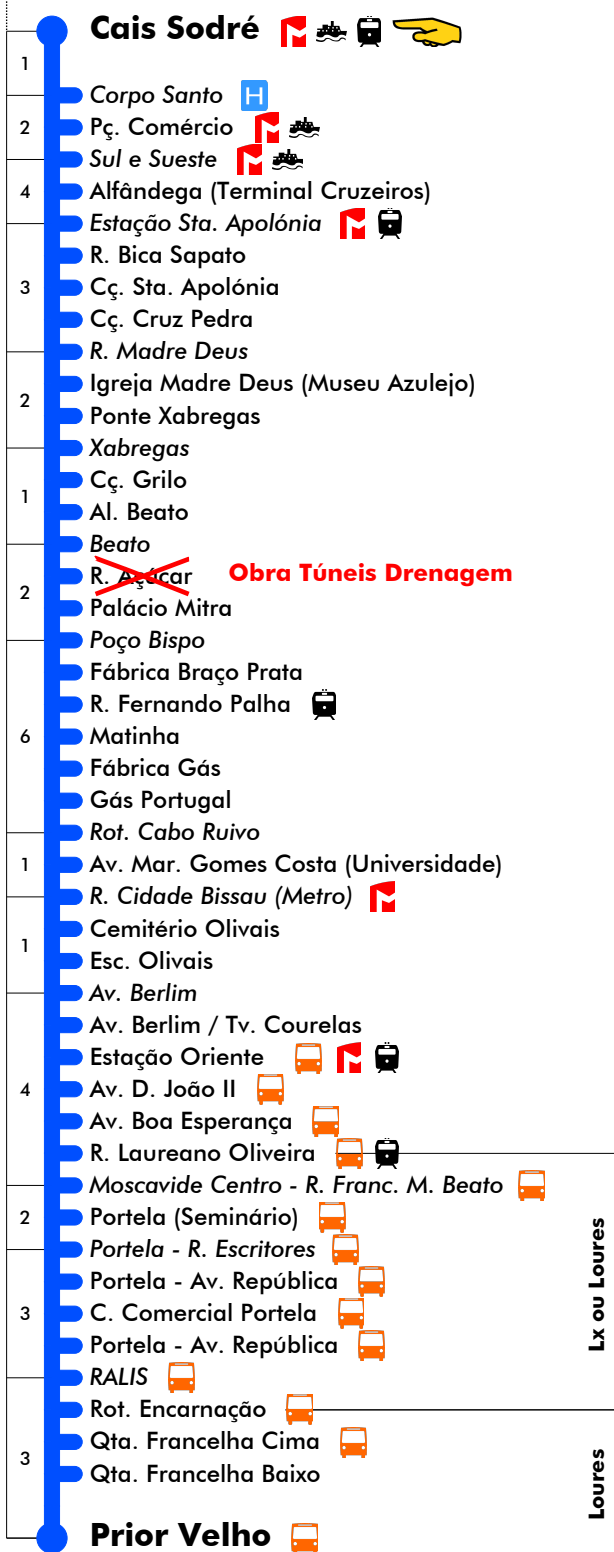 Cais Sodré
1
Corpo Santo H
2 Pç. Comércio
Sul e Sueste
4 Alfândega (Terminal Cruzeiros)
Estação Sta. Apolónia
R. Bica Sapato
3 Cç. Sta. Apolónia
Cç. Cruz Pedra
R. Madre Deus
Igreja Madre Deus (Museu Azulejo)
2 Ponte Xabregas
Xabregas
Cç. Grilo
1
Al. Beato
Beato
R. Açúcar Obra Túneis Drenagem
2
Palácio Mitra
Poço Bispo
Fábrica Braço Prata
R. Fernando Palha
6 Matinha
Fábrica Gás
Gás Portugal
Rot. Cabo Ruivo
1 Av. Mar. Gomes Costa (Universidade)
R. Cidade Bissau (Metro)
Cemitério Olivais
1
Esc. Olivais
Av. Berlim
Av. Berlim / Tv. Courelas
Estação Oriente
4 Av. D. João II
Av. Boa Esperança
R. Laureano Oliveira
Moscavide Centro - R. Franc. M. Beato
2 Portela (Seminário)
Portela - R. Escritores
Portela - Av. República
3 C. Comercial Portela
Lx ou Loures
Portela - Av. República
RALIS
Rot. Encarnação
Qta. Francelha Cima
3
Qta. Francelha Baixo
Loures
Prior Velho